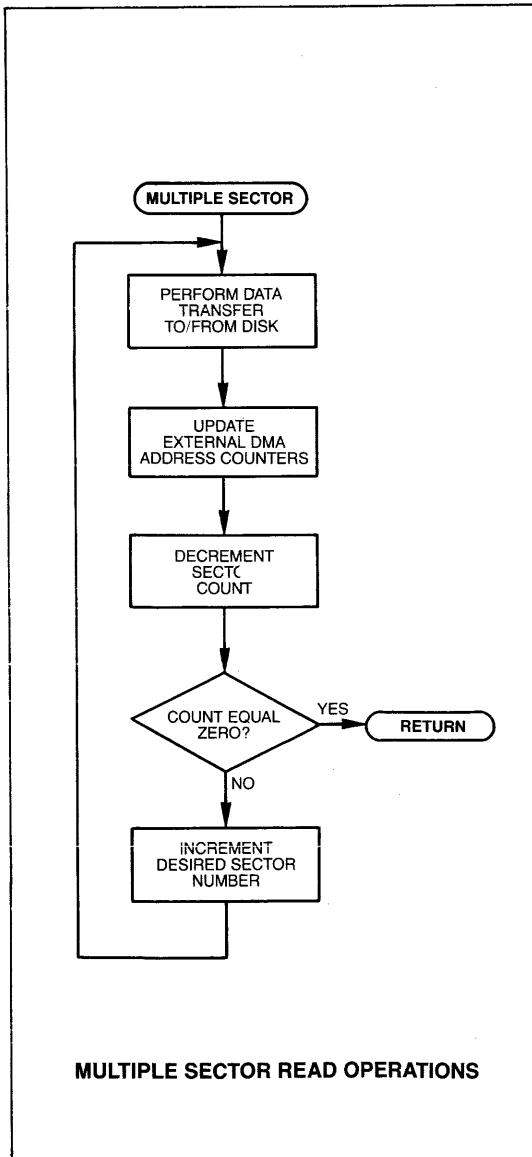 MULTIPLE SECTOR
PERFORM DATA
TRANSFER
TO/FROM DISK
UPDATE
EXTERNAL DMA
ADDRESS COUNTERS
DECREMENT
SECTC
COUNT
COUNT EQUAL
ZERO?
YES
RETURN
NO
INCREMENT
DESIRED SECTOR
NUMBER
MULTIPLE SECTOR READ OPERATIONS